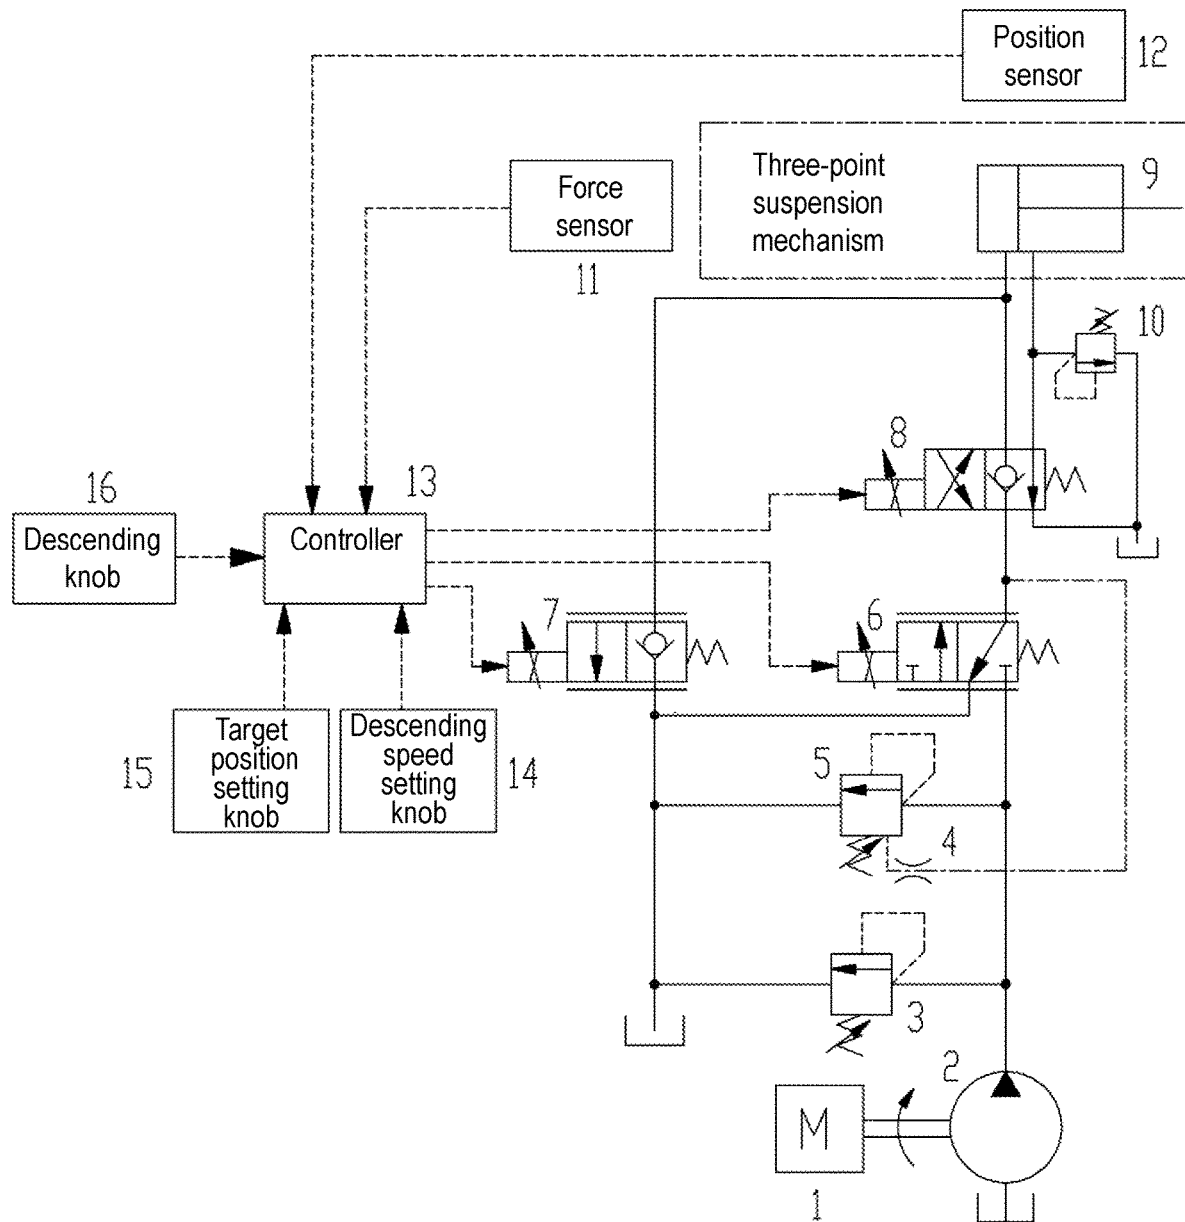 Position
sensor
12
Three-point
suspension
mechanism
9
Force
sensor
11
10
8
16
13
Descending
knob
Controller
7
6
Target
position
setting
knob
15
Descending
speed
setting
knob
14
5
4
3
2
M
1